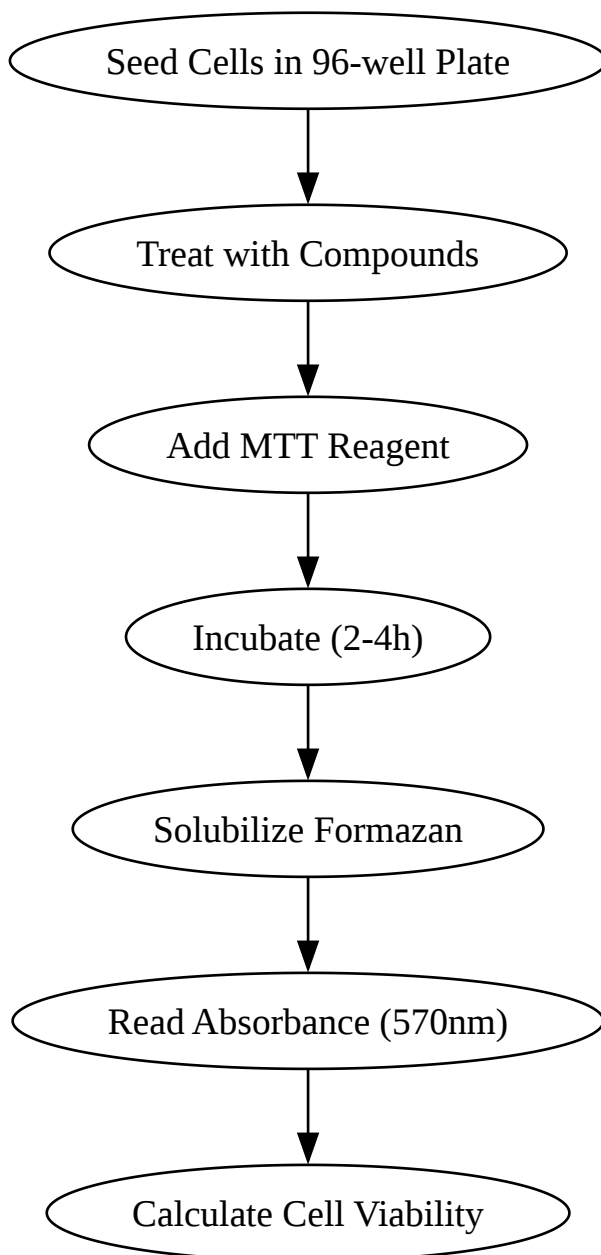 Seed Cells in 96-well Plate
Treat with Compounds
Add MTT Reagent
Incubate (2-4h)
Solubilize Formazan
Read Absorbance (570nm)
Calculate Cell Viability